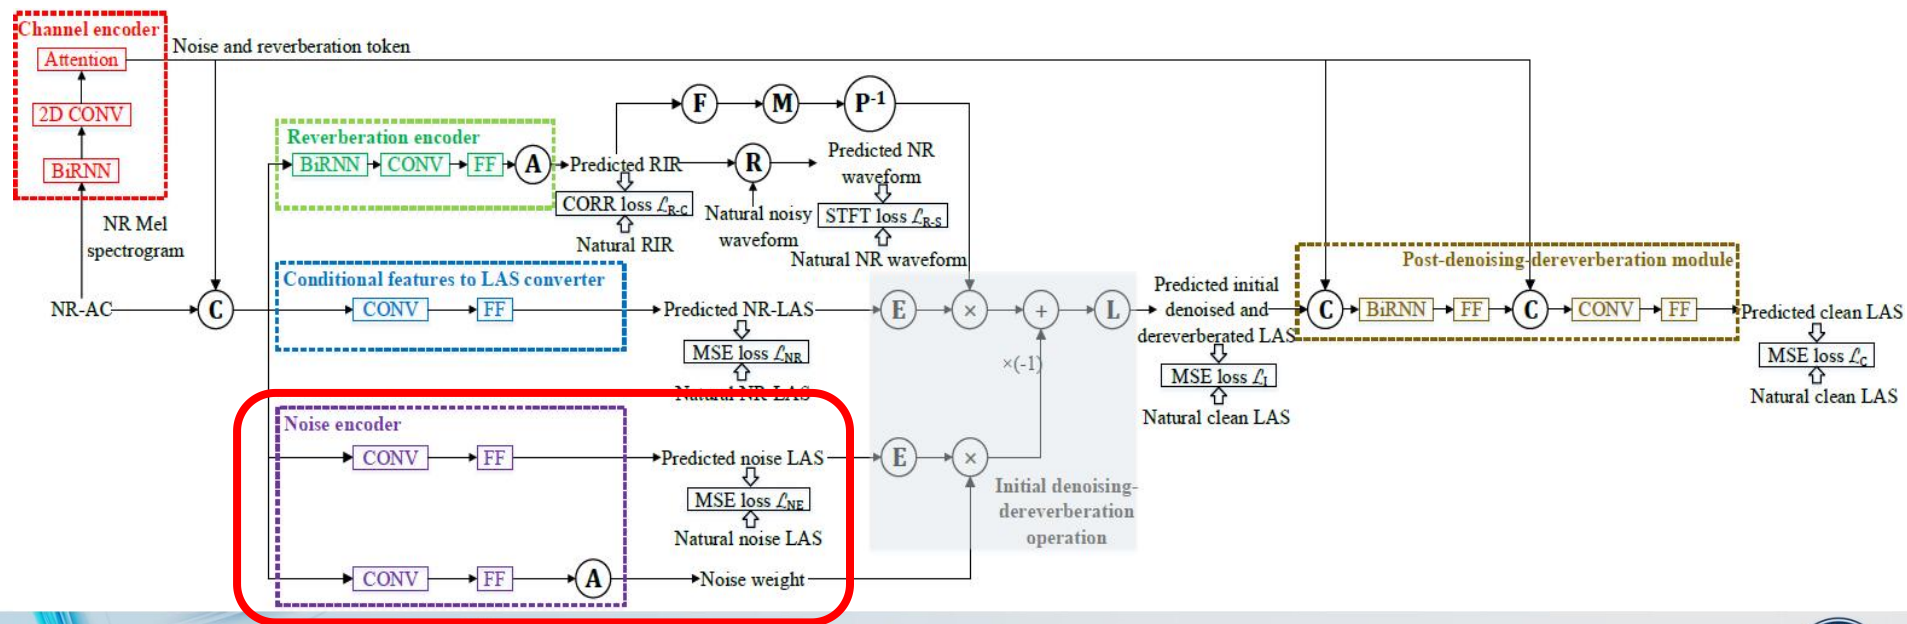 Channel encoder
Attention
2D CONV
BiRNN
NR Mel
spectrogram
NR-AC
C
Noise and reverberation token
Reverberation encoder
BiRNN
CONV
FF
A
Predicted RIR
CORR loss ℒR-C
Natural RIR
F
M
P-1
R
Natural noisy
waveform
Predicted NR
waveform
STFT loss ℒR-S
Natural NR waveform
Conditional features to LAS converter
CONV
FF
Predicted NR-LAS
MSE loss ℒNR
Natural NR-LAS
Noise encoder
CONV
FF
Predicted noise LAS
MSE loss ℒNE
Natural noise LAS
CONV
FF
A
Noise weight
E
×
+
L
×(-1)
E
×
Initial denoising-
dereverberation
operation
Predicted initial
denoised and
dereverberated LAS
MSE loss ℒI
Natural clean LAS
Post-denoising-dereverberation module
C
BiRNN
FF
C
CONV
FF
Predicted clean LAS
MSE loss ℒC
Natural clean LAS